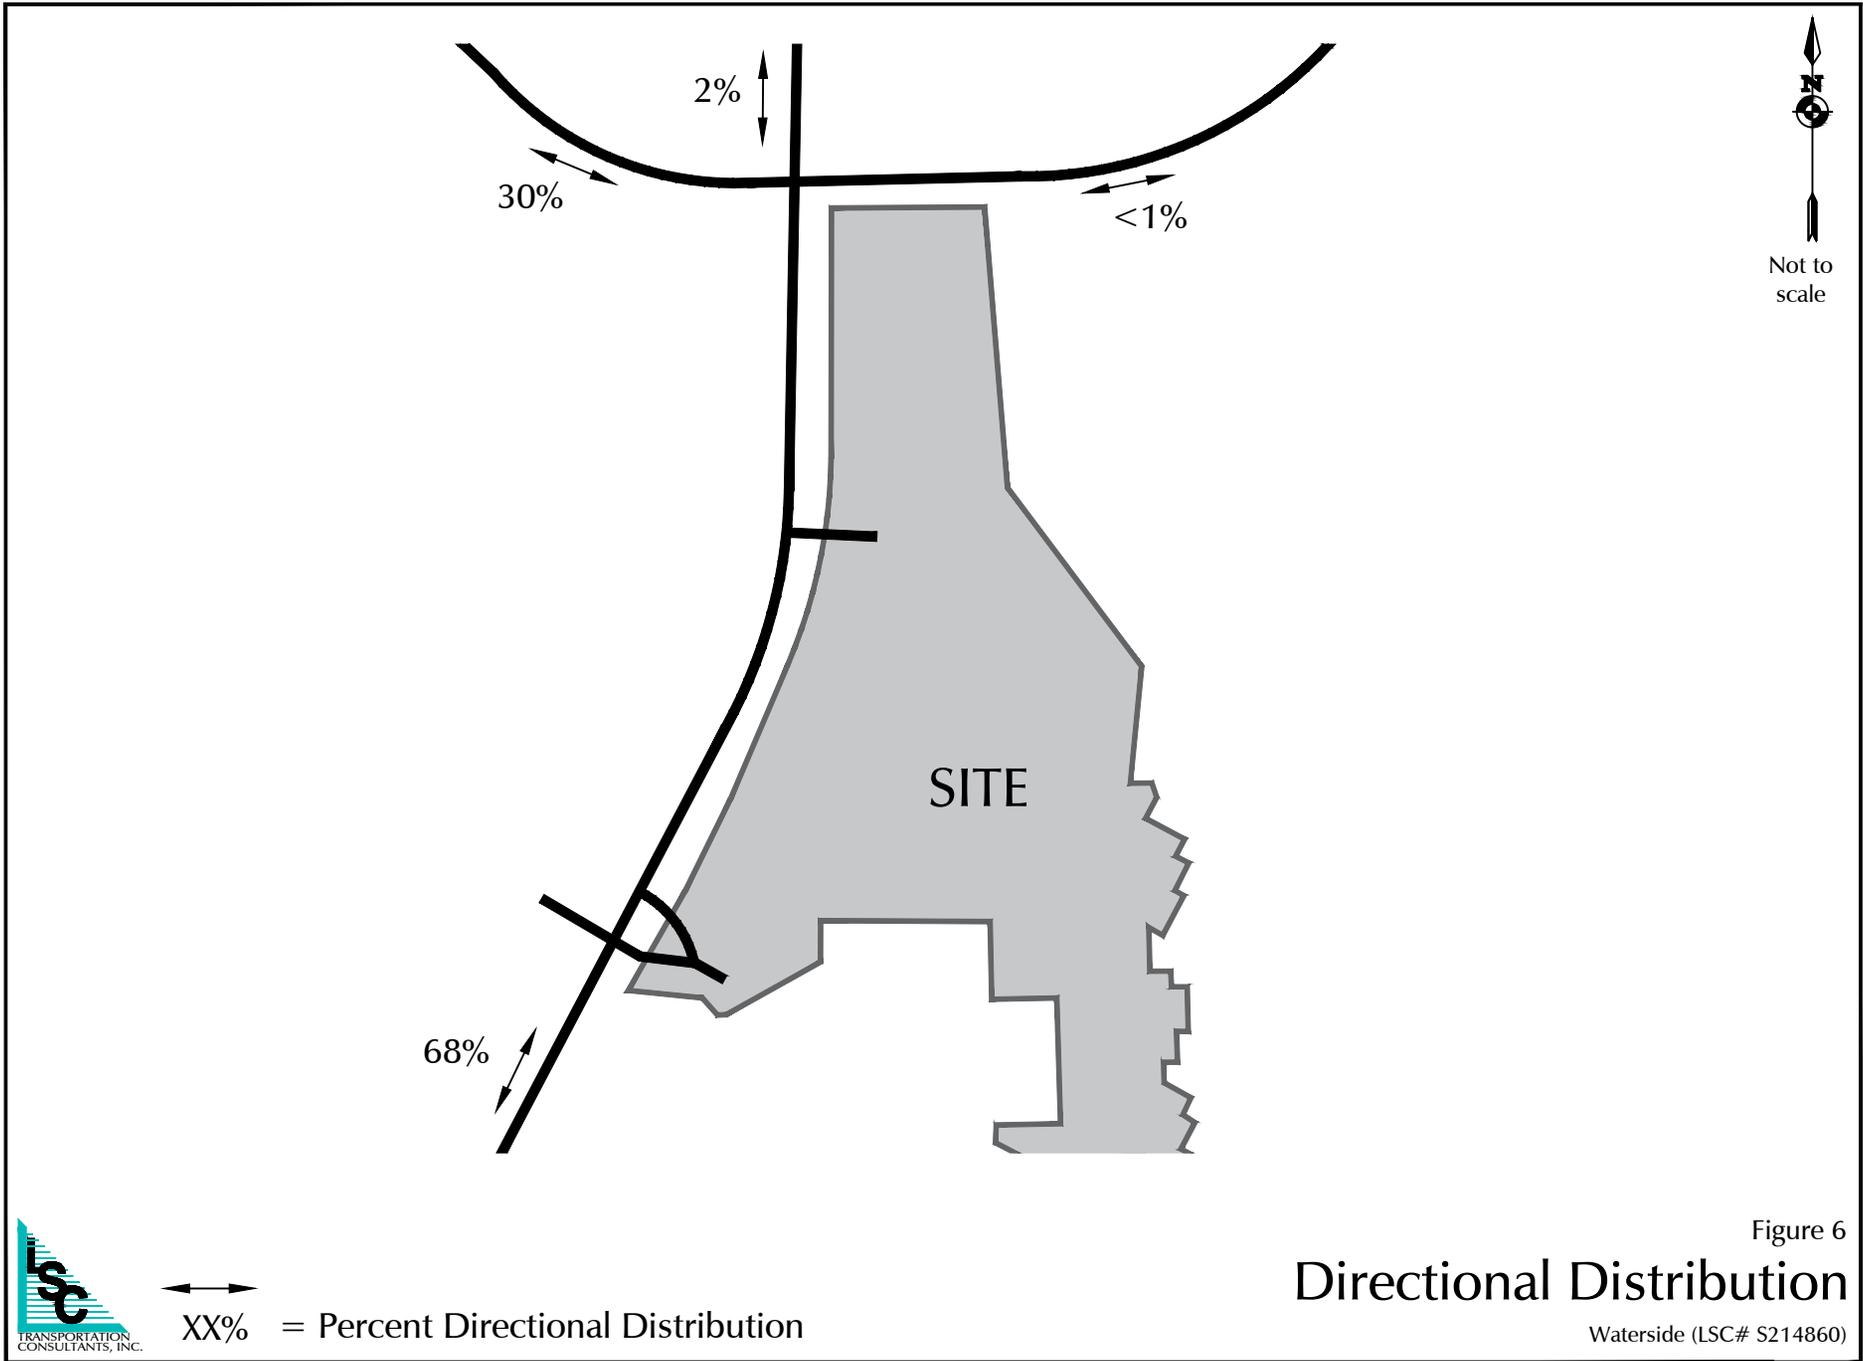 2%
30%
<1%
N
Not to
scale
SITE
68%
Figure 6
Directional Distribution
Waterside (LSC# S214860)
LSC
TRANSPORTATION
CONSULTANTS, INC.
XX% = Percent Directional Distribution